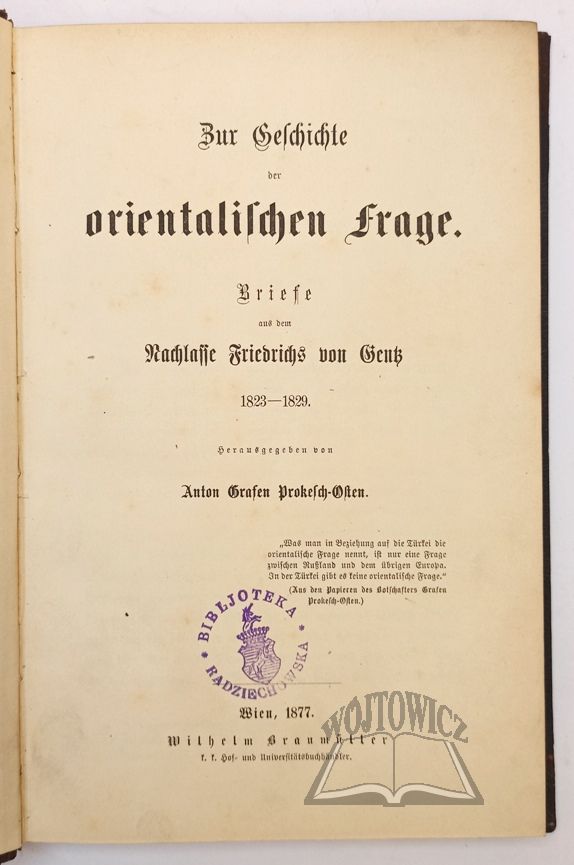 Zur Geschichte
der
orientalischen Frage.
Briefe
aus dem
Nachlasse Friedrichs von Gentz
1823—1829.
Herausgegeben von
Anton Grafen Prokesch-Osten.
„Was man in Beziehung auf die Türkei die
orientalische Frage nennt, ist nur eine Frage
zwischen Rußland und dem übrigen Europa.
In der Türkei gibt es keine orientalische Frage.“
(Aus den Papieren des Botschafters Grafen
Prokesch-Osten.)
* BIBLJOTEKA *
RADZIECHOWSKA
Wien, 1877.
Wilhelm Braumüller
k. k. Hof- und Universitätsbuchhändler.
WÓJTOWICZ